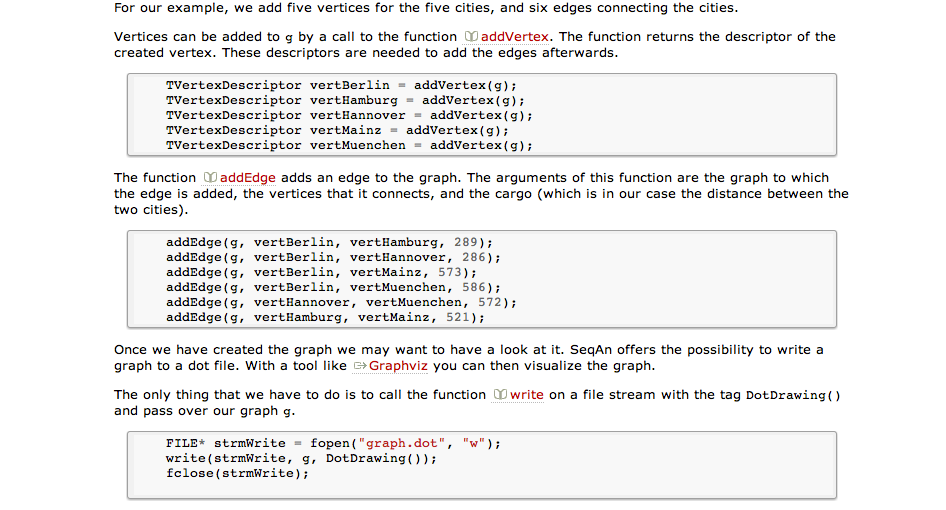 For our example, we add five vertices for the five cities, and six edges connecting the cities.
Vertices can be added to g by a call to the function addVertex. The function returns the descriptor of the
created vertex. These descriptors are needed to add the edges afterwards.
TVertexDescriptor vertBerlin = addVertex(g);
TVertexDescriptor vertHamburg = addVertex(g);
TVertexDescriptor vertHannover = addVertex(g);
TVertexDescriptor vertMainz = addVertex(g);
TVertexDescriptor vertMuenchen = addVertex(g);
The function addEdge adds an edge to the graph. The arguments of this function are the graph to which
the edge is added, the vertices that it connects, and the cargo (which is in our case the distance between the
two cities).
addEdge(g, vertBerlin, vertHamburg, 289);
addEdge(g, vertBerlin, vertHannover, 286);
addEdge(g, vertBerlin, vertMainz, 573);
addEdge(g, vertBerlin, vertMuenchen, 586);
addEdge(g, vertHannover, vertMuenchen, 572);
addEdge(g, vertHamburg, vertMainz, 521);
Once we have created the graph we may want to have a look at it. SeqAn offers the possibility to write a
graph to a dot file. With a tool like Graphviz you can then visualize the graph.
The only thing that we have to do is to call the function write on a file stream with the tag DotDrawing()
and pass over our graph g.
FILE* strmWrite = fopen("graph.dot", "w");
write(strmWrite, g, DotDrawing());
fclose(strmWrite);